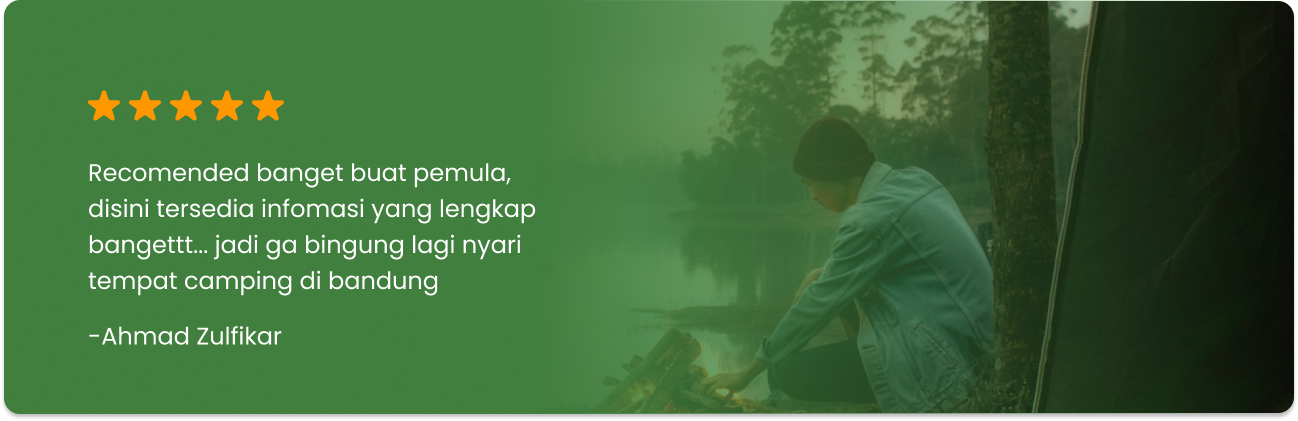 Recomended banget buat pemula,
disini tersedia infomasi yang lengkap
bangettt... jadi ga bingung lagi nyari
tempat camping di bandung
-Ahmad Zulfikar